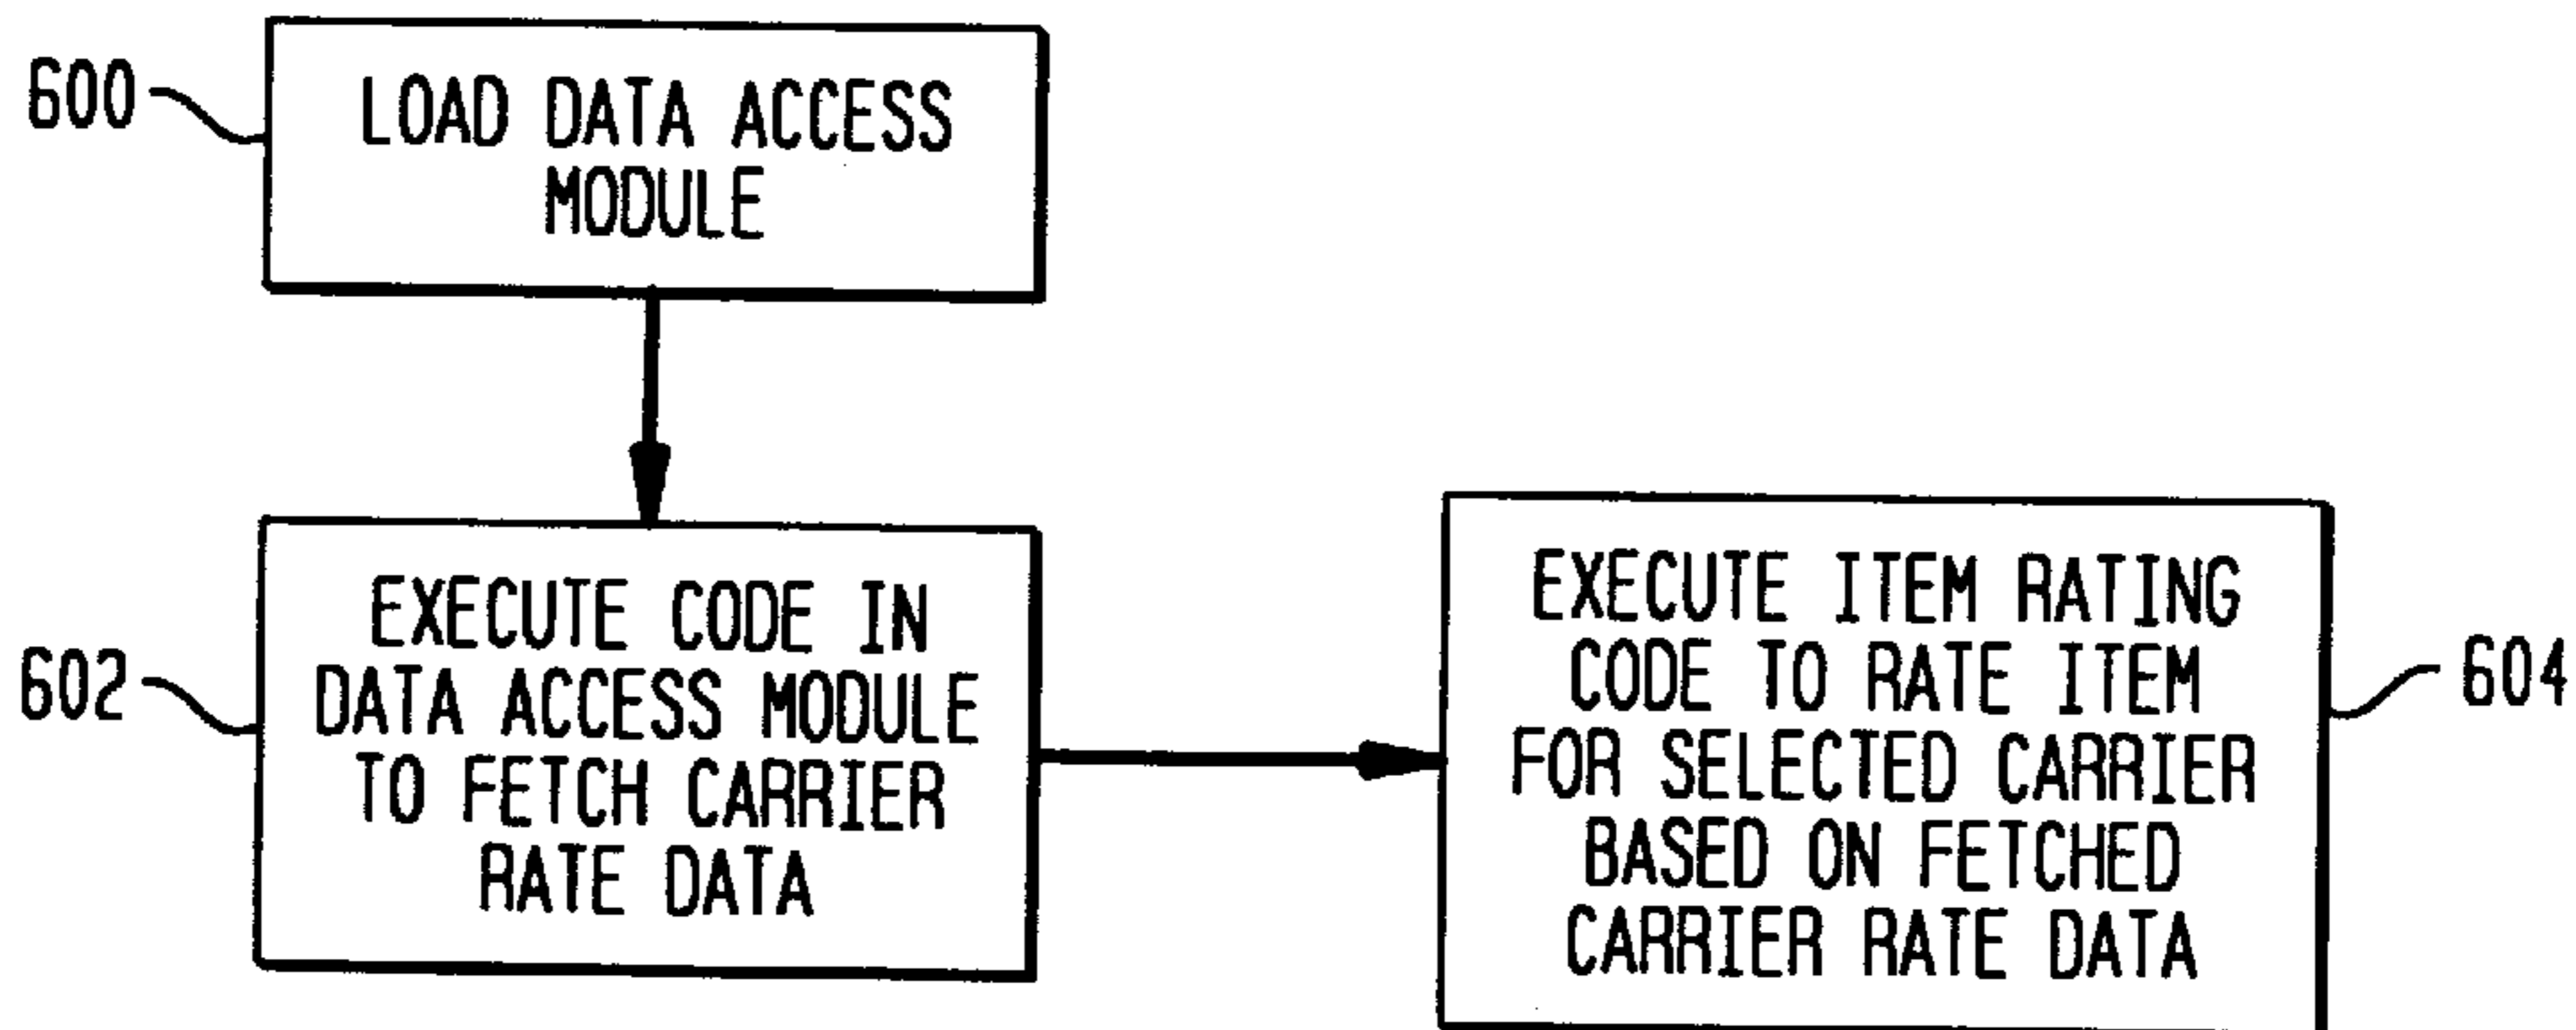 600
LOAD DATA ACCESS
MODULE
602
EXECUTE CODE IN
DATA ACCESS MODULE
TO FETCH CARRIER
RATE DATA
EXECUTE ITEM RATING
CODE TO RATE ITEM
FOR SELECTED CARRIER
BASED ON FETCHED
CARRIER RATE DATA
604